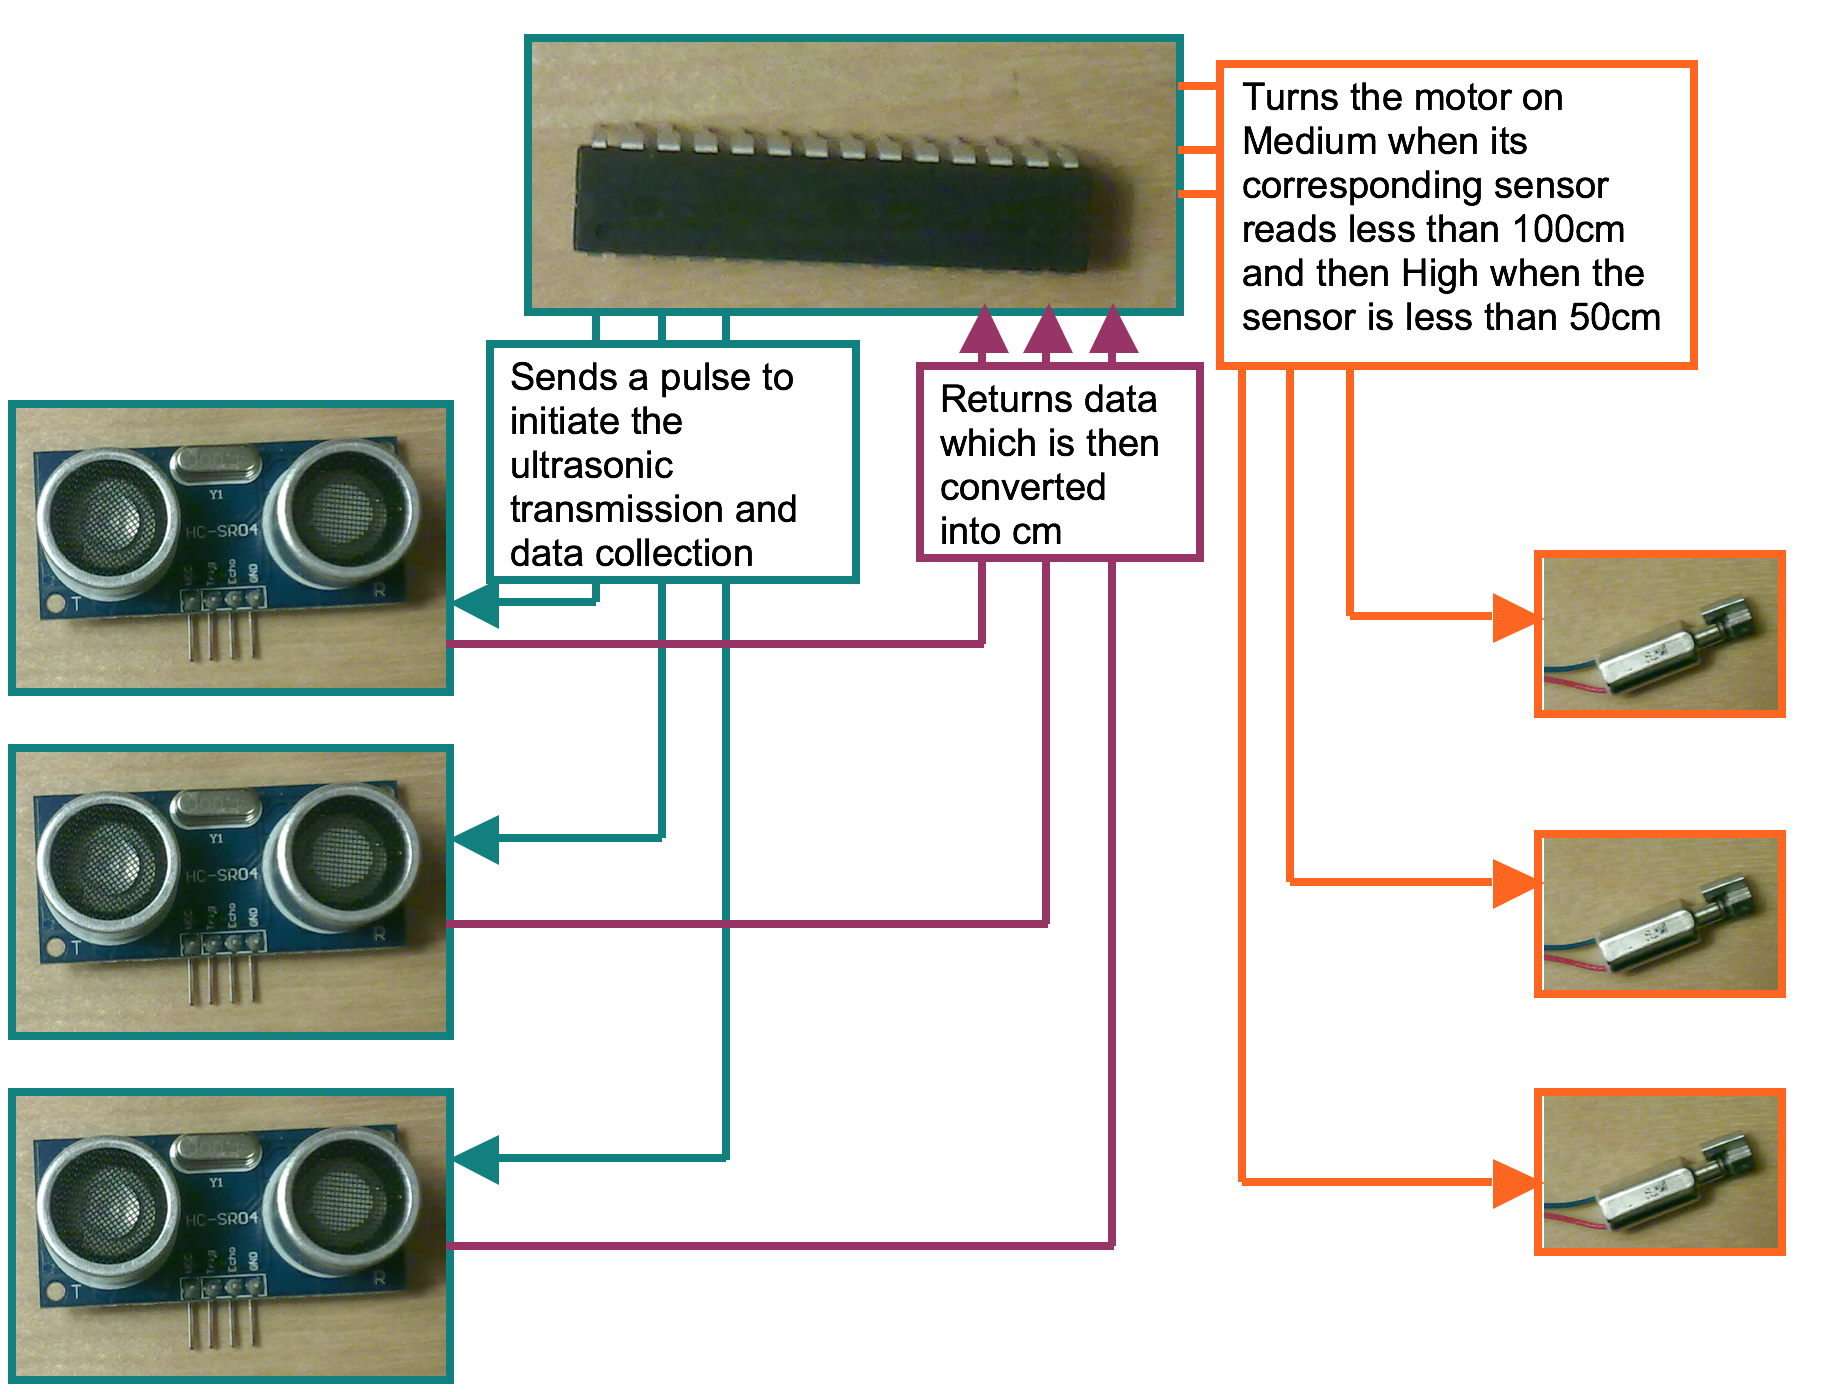 Turns the motor on
Medium when its
corresponding sensor
reads less than 100cm
and then High when the
sensor is less than 50cm
Sends a pulse to
initiate the
ultrasonic
transmission and
data collection
Returns data
which is then
converted
into cm
Y1
HC-SR04
VCC Trig Echo GND
T
R
Y1
HC-SR04
VCC Trig Echo GND
T
R
Y1
HC-SR04
VCC Trig Echo GND
T
R